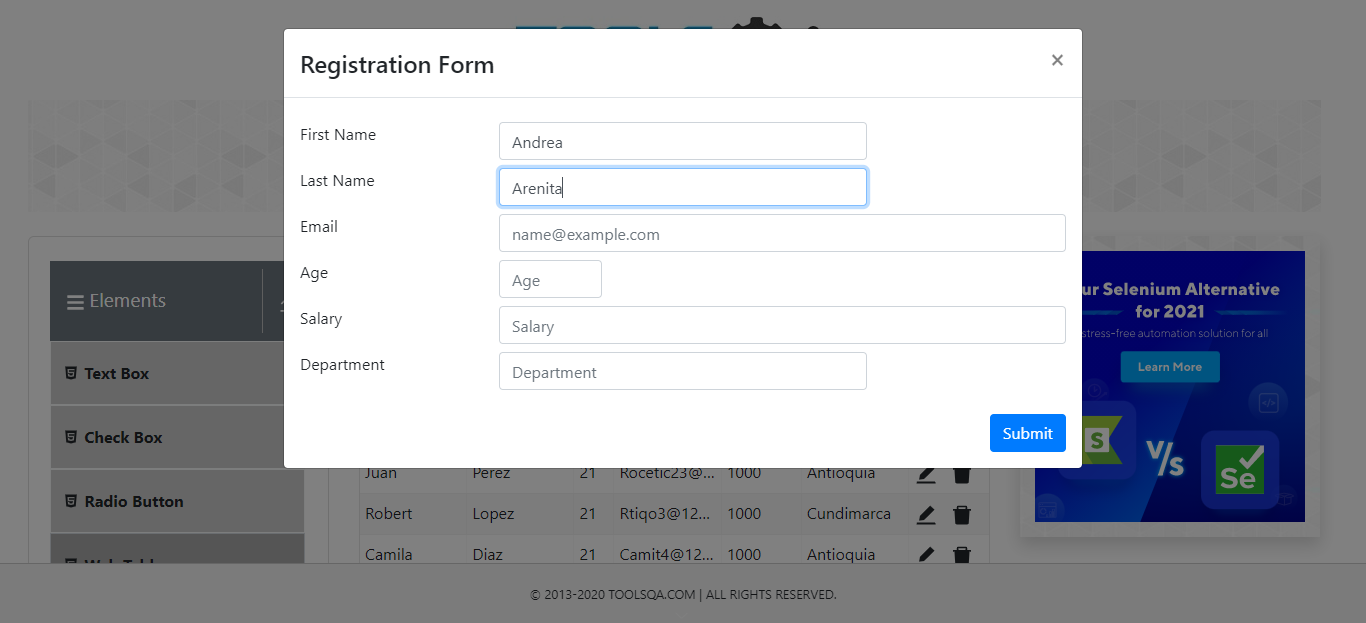 Registration Form
×
First Name
Andrea
Last Name
Arenita
Email
name@example.com
Age
Age
Salary
Salary
Department
Department
Submit
Elements
Text Box
Check Box
Radio Button
Juan Perez 21 Rocetic23@... 1000 Antioquia
Robert Lopez 21 Rtiqo3@12... 1000 Cundimarca
Camila Diaz 21 Camit4@12... 1000 Antioquia
Selenium Alternative
for 2021
stress-free automation solution for all
Learn More
S
V/s
Se
© 2013-2020 TOOLSQA.COM | ALL RIGHTS RESERVED.